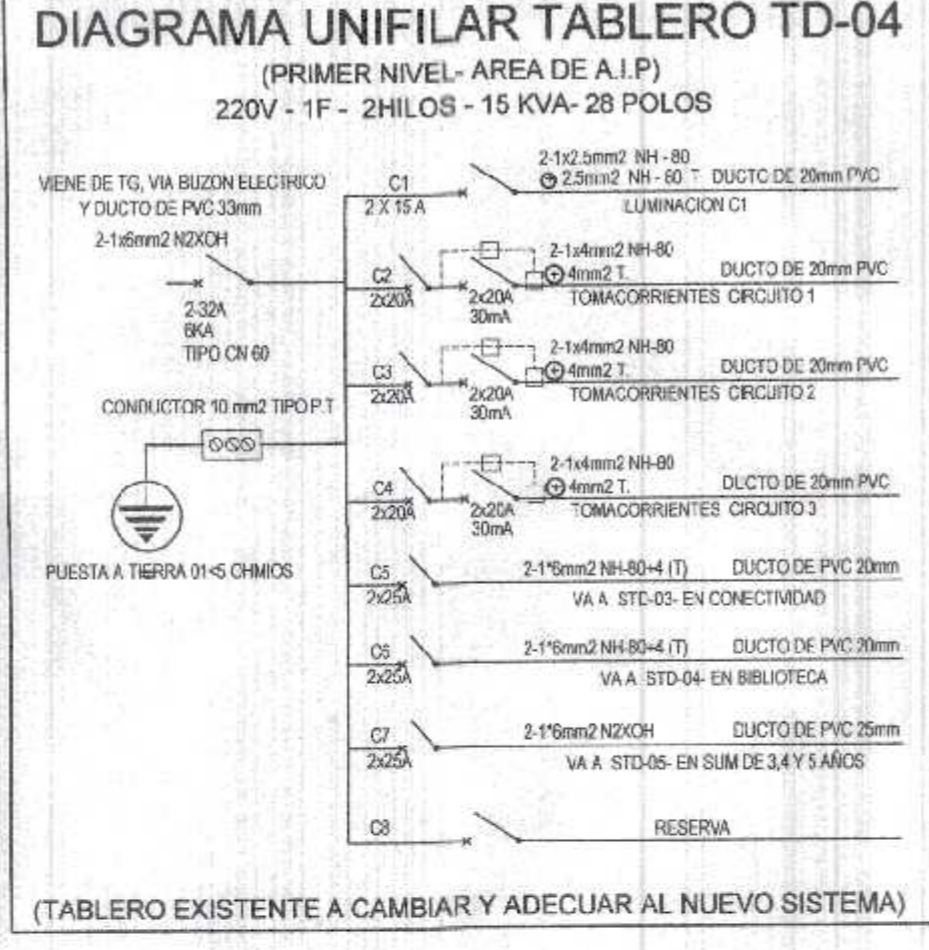 DIAGRAMA UNIFILAR TABLERO TD-04
(PRIMER NIVEL- AREA DE A.I.P)
220V - 1F - 2HILOS - 15 KVA- 28 POLOS
VIENE DE TG, VIA BUZON ELECTRICO
Y DUCTO DE PVC 33mm
2-1x6mm2 N2XOH
2-32A
6KA
TIPO CN 60
CONDUCTOR 10 mm2 TIPO P.T
PUESTA A TIERRA 01<5 OHMIOS
C1
2 X 15 A
2-1x2.5mm2 NH - 80
2.5mm2 NH - 80 T. DUCTO DE 20mm PVC
LUMINACION C1
C2
2x20A
2x20A
30mA
2-1x4mm2 NH-80
4mm2 T. DUCTO DE 20mm PVC
TOMACORRIENTES CIRCUITO 1
C3
2x20A
2x20A
30mA
2-1x4mm2 NH-80
4mm2 T. DUCTO DE 20mm PVC
TOMACORRIENTES CIRCUITO 2
C4
2x20A
2x20A
30mA
2-1x4mm2 NH-80
4mm2 T. DUCTO DE 20mm PVC
TOMACORRIENTES CIRCUITO 3
C5
2x25A
2-1*6mm2 NH-80+4 (T) DUCTO DE PVC 20mm
VA A STD-03- EN CONECTIVIDAD
C6
2x25A
2-1*6mm2 NH-80+4 (T) DUCTO DE PVC 20mm
VA A STD-04- EN BIBLIOTECA
C7
2x25A
2-1*6mm2 N2XOH DUCTO DE PVC 25mm
VA A STD-05- EN SUM DE 3,4 Y 5 AÑOS
C8
RESERVA
(TABLERO EXISTENTE A CAMBIAR Y ADECUAR AL NUEVO SISTEMA)